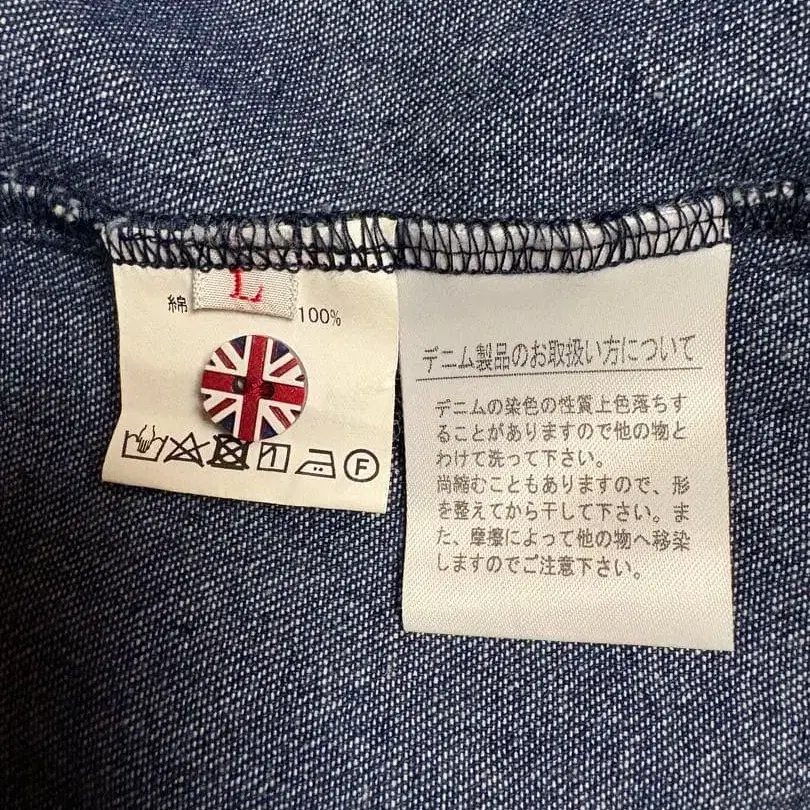 L
綿 100%
F
デニム製品のお取扱い方について
デニムの染色の性質上色落ちす
ることがありますので他の物と
わけて洗って下さい。
尚縮むこともありますので、形
を整えてから干して下さい。ま
た、摩擦によって他の物へ移染
しますのでご注意下さい。